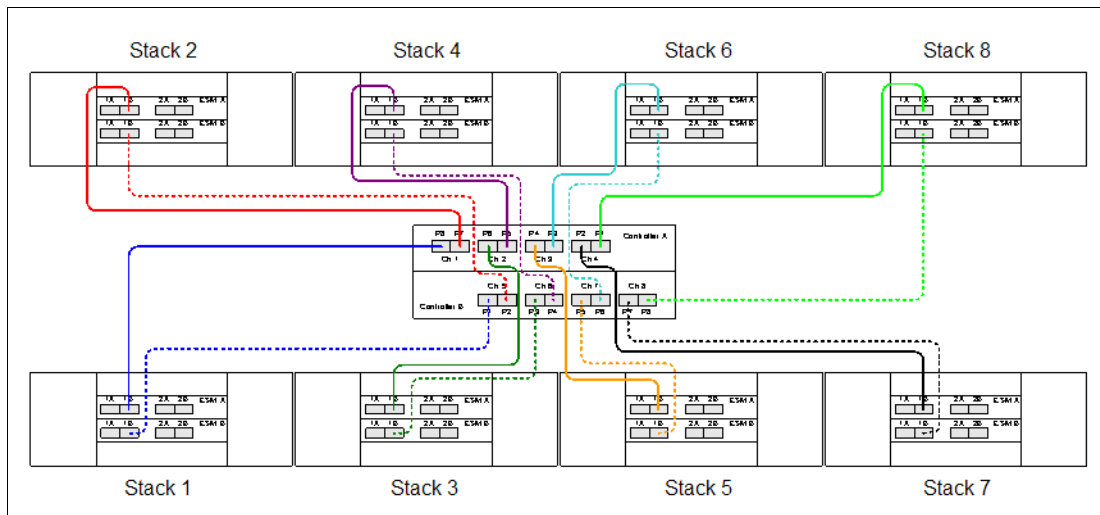 Stack 2 Stack 4 Stack 6 Stack 8
1A 1B 2A 2B ESM A 1A 1B 2A 2B ESM A 1A 1B 2A 2B ESM A 1A 1B 2A 2B ESM A
1A 1B 2A 2B ESM B 1A 1B 2A 2B ESM B 1A 1B 2A 2B ESM B 1A 1B 2A 2B ESM B
P8 P7 P6 P5 P4 P3 P2 P1 Controller A
Ch 1 Ch 2 Ch 3 Ch 4
Ch 5 Ch 6 Ch 7 Ch 8
Controller B P1 P2 P3 P4 P5 P6 P7 P8
1A 1B 2A 2B ESM A 1A 1B 2A 2B ESM A 1A 1B 2A 2B ESM A 1A 1B 2A 2B ESM A
1A 1B 2A 2B ESM B 1A 1B 2A 2B ESM B 1A 1B 2A 2B ESM B 1A 1B 2A 2B ESM B
Stack 1 Stack 3 Stack 5 Stack 7